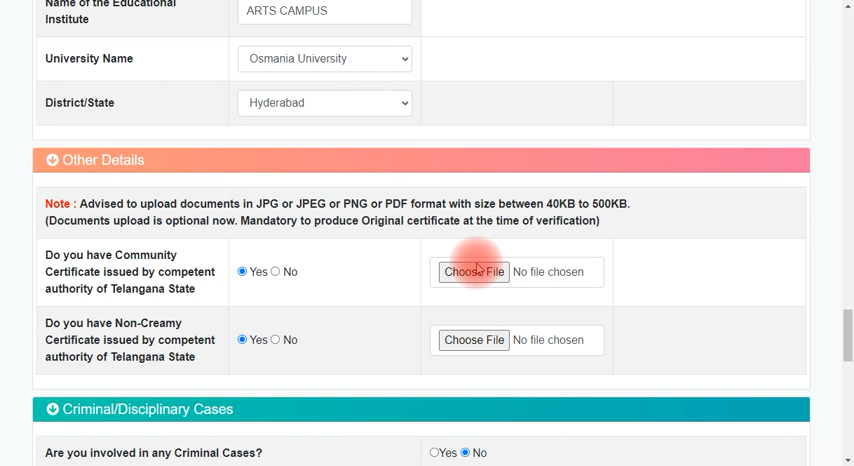 Name of the Educational
Institute
ARTS CAMPUS
University Name
Osmania University
District/State
Hyderabad
Other Details
Note : Advised to upload documents in JPG or JPEG or PNG or PDF format with size between 40KB to 500KB.
(Documents upload is optional now. Mandatory to produce Original certificate at the time of verification)
Do you have Community
Certificate issued by competent
authority of Telangana State
Yes No
Choose File No file chosen
Do you have Non-Creamy
Certificate issued by competent
authority of Telangana State
Yes No
Choose File No file chosen
Criminal/Disciplinary Cases
Are you involved in any Criminal Cases?
Yes No